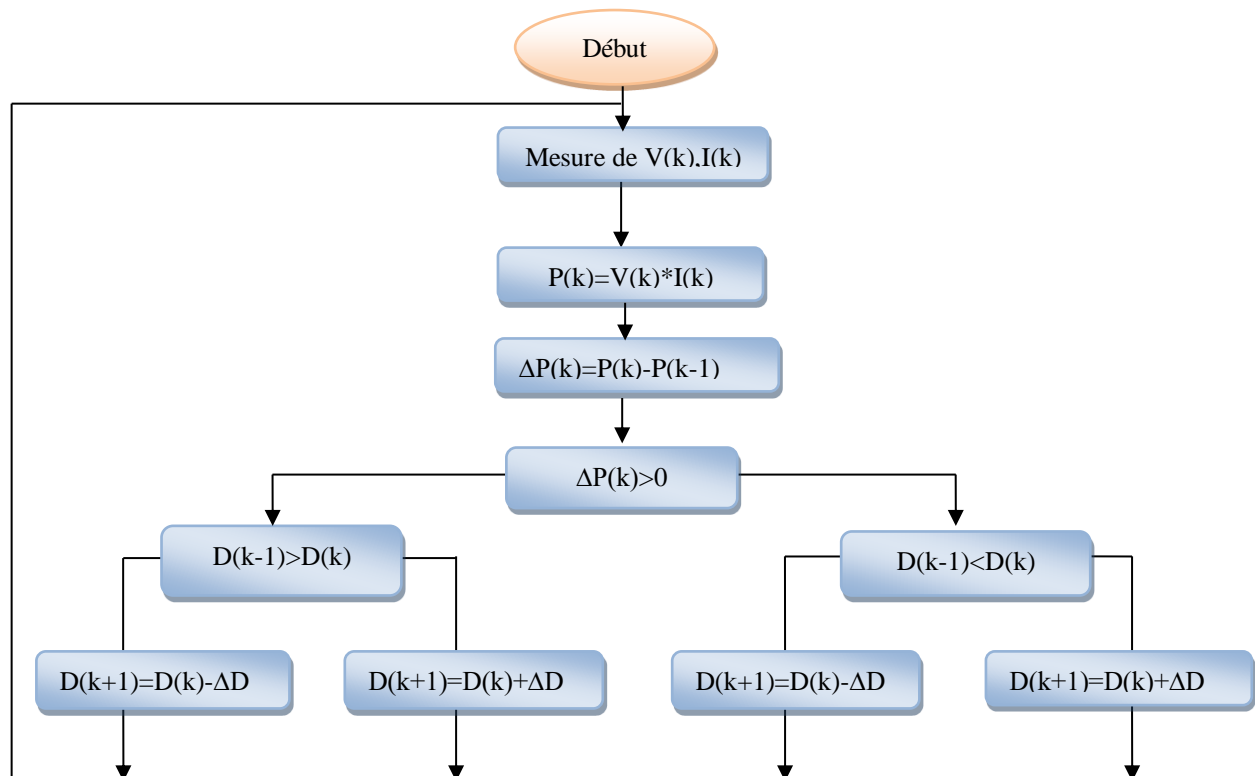 Début
Mesure de V(k),I(k)
P(k)=V(k)*I(k)
ΔP(k)=P(k)-P(k-1)
ΔP(k)>0
D(k-1)>D(k)
D(k-1)<D(k)
D(k+1)=D(k)-ΔD
D(k+1)=D(k)+ΔD
D(k+1)=D(k)-ΔD
D(k+1)=D(k)+ΔD